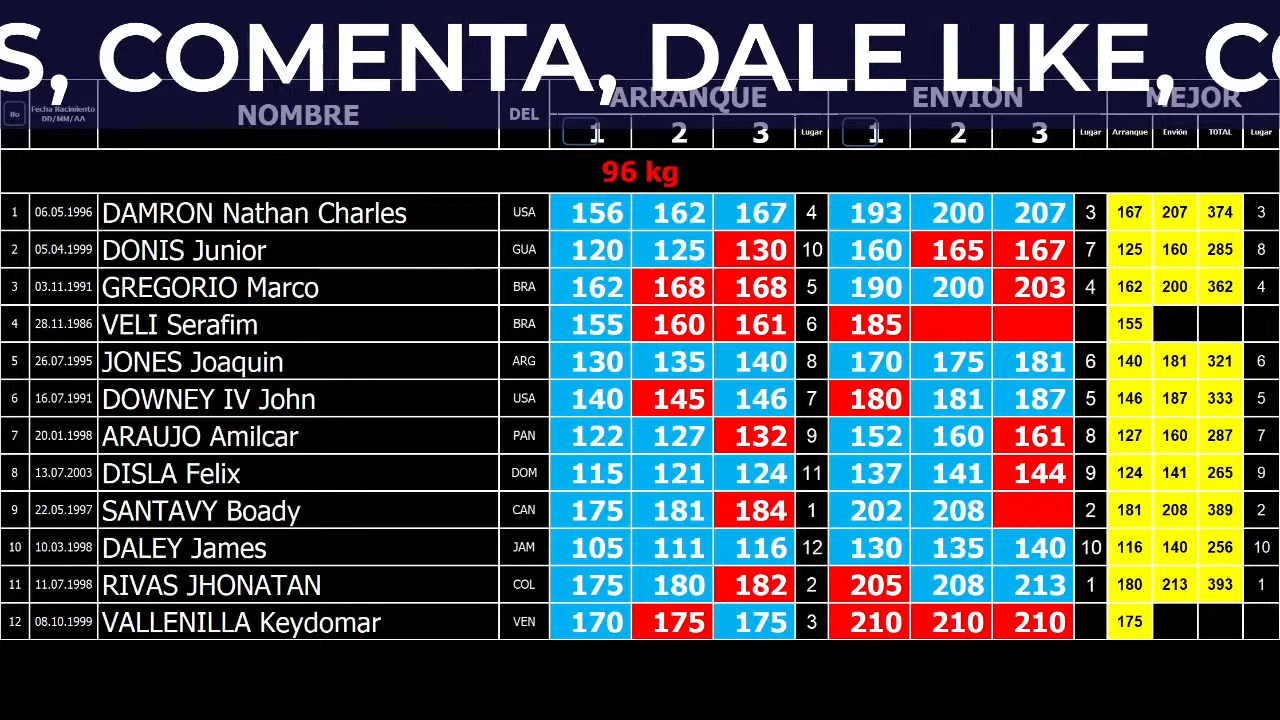 S, COMENTA, DALE LIKE, CO
No Fecha Nacimiento DD/MM/AA NOMBRE DEL ARRANQUE ENVION MEJOR
1 2 3 Lugar 1 2 3 Lugar Arranque Envión TOTAL Lugar
96 kg
1 06.05.1996 DAMRON Nathan Charles USA 156 162 167 4 193 200 207 3 167 207 374 3
2 05.04.1999 DONIS Junior GUA 120 125 130 10 160 165 167 7 125 160 285 8
3 03.11.1991 GREGORIO Marco BRA 162 168 168 5 190 200 203 4 162 200 362 4
4 28.11.1986 VELI Serafim BRA 155 160 161 6 185 155
5 26.07.1995 JONES Joaquin ARG 130 135 140 8 170 175 181 6 140 181 321 6
6 16.07.1991 DOWNEY IV John USA 140 145 146 7 180 181 187 5 146 187 333 5
7 20.01.1998 ARAUJO Amilcar PAN 122 127 132 9 152 160 161 8 127 160 287 7
8 13.07.2003 DISLA Felix DOM 115 121 124 11 137 141 144 9 124 141 265 9
9 22.05.1997 SANTAVY Boady CAN 175 181 184 1 202 208 2 181 208 389 2
10 10.03.1998 DALEY James JAM 105 111 116 12 130 135 140 10 116 140 256 10
11 11.07.1998 RIVAS JHONATAN COL 175 180 182 2 205 208 213 1 180 213 393 1
12 08.10.1999 VALLENILLA Keydomar VEN 170 175 175 3 210 210 210 175